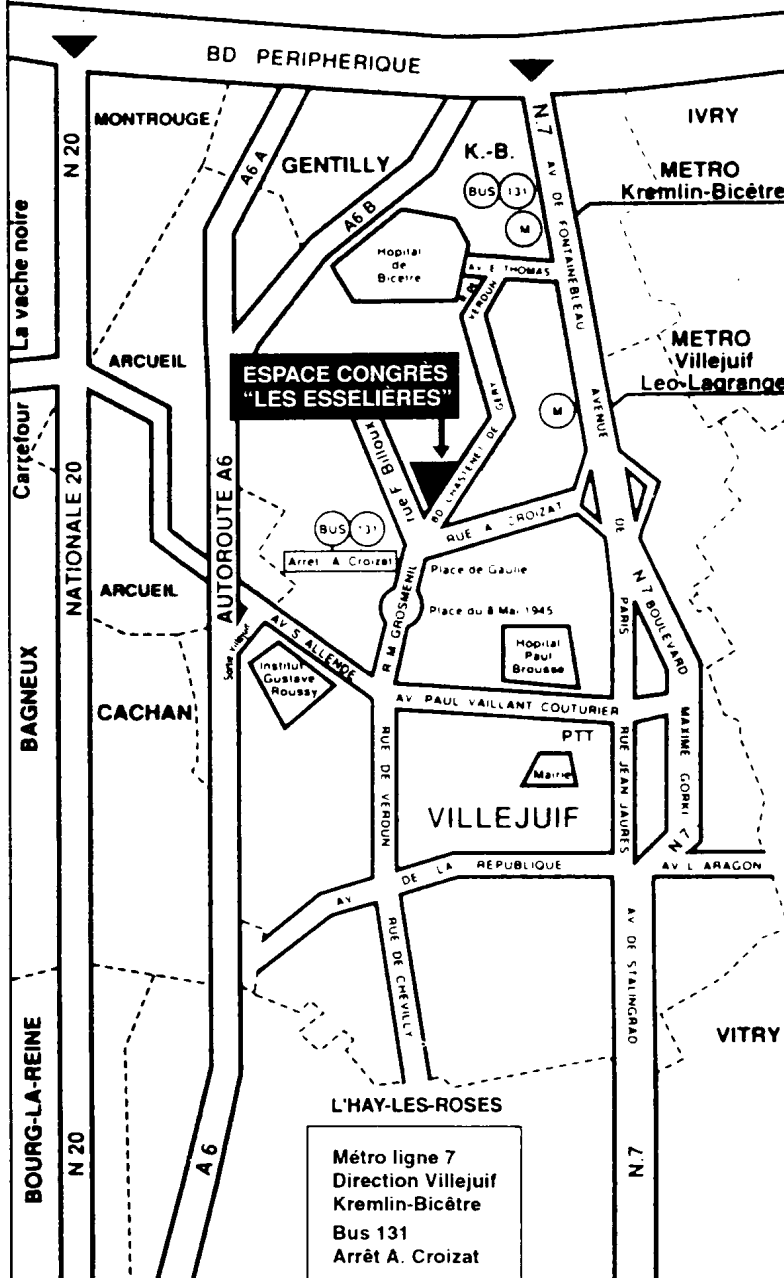 BD PERIPHERIQUE
MONTROUGE
N 20
A6 A
GENTILLY
A6 B
K.-B.
BUS 131
M
N.7
AV DE FONTAINEBLEAU
IVRY
METRO
Kremlin-Bicêtre
Hopital
de
Bicetre
AV. E THOMAS
VERDUN
La vache noire
Carrefour
ARCUEIL
ESPACE CONGRÈS
"LES ESSELIÈRES"
METRO
Villejuif
Leo-Lagrange
M
AVENUE
DE
rue F Billoux
BD CHASTENET DE GERY
RUE A CROIZAT
BUS 131
Arret A Croizat
NATIONALE 20
AUTOROUTE A6
ARCUEIL
Place de Gaulle
Place du 8 Mai 1945
R M GROSMENIL
PARIS
N 7 BOULEVARD
MAXIME GORKI
N 7
AV S ALLENDE
Sortie Villejuif
Institut
Gustave
Roussy
Hôpital
Paul
Brousse
BAGNEUX
CACHAN
AV PAUL VAILLANT COUTURIER
PTT
Mairie
RUE DE VERDUN
RUE JEAN JAURES
VILLEJUIF
AV DE LA REPUBLIQUE
AV L ARAGON
RUE DE CHEVILLY
AV DE STALINGRAD
VITRY
BOURG-LA-REINE
N 20
A 6
N.7
L'HAY-LES-ROSES
Métro ligne 7
Direction Villejuif
Kremlin-Bicêtre
Bus 131
Arrêt A. Croizat